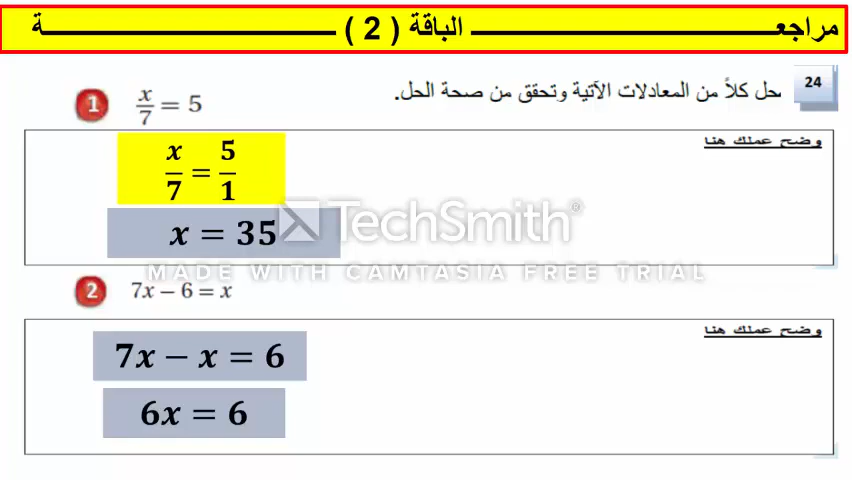 مراجعــــــــــــــــــــــــــــــــــــ الباقة ( 2 ) ــــــــــــــــــــــــــــــــــــة
24 حل كلاً من المعادلات الآتية وتحقق من صحة الحل.
1 x/7 = 5
وضح عملك هنا
x/7 = 5/1
x = 35
TechSmith®
MADE WITH CAMTASIA FREE TRIAL
2 7x – 6 = x
وضح عملك هنا
7x − x = 6
6x = 6